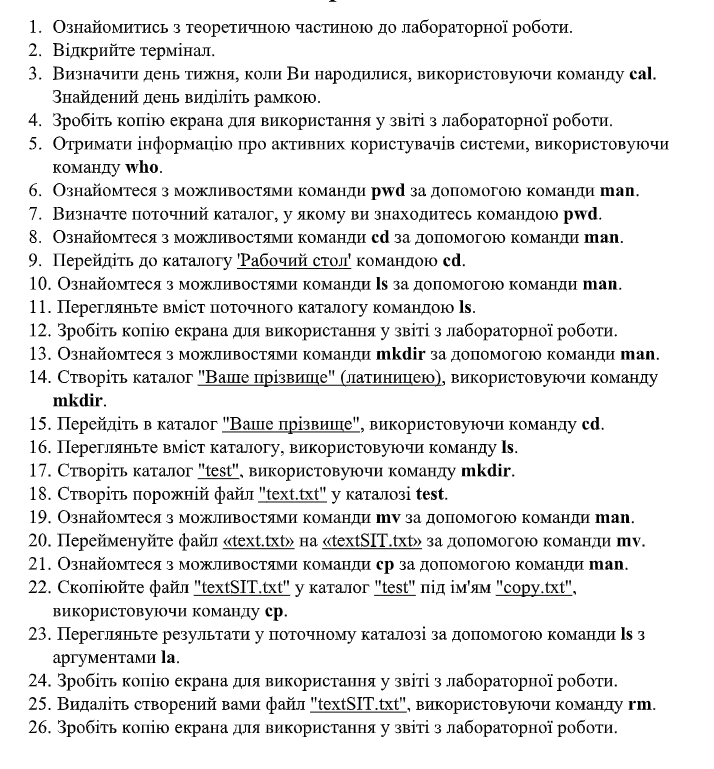 1. Ознайомитись з теоретичною частиною до лабораторної роботи.
2. Відкрийте термінал.
3. Визначити день тижня, коли Ви народилися, використовуючи команду cal.
Знайдений день виділіть рамкою.
4. Зробіть копію екрана для використання у звіті з лабораторної роботи.
5. Отримати інформацію про активних користувачів системи, використовуючи
команду who.
6. Ознайомтеся з можливостями команди pwd за допомогою команди man.
7. Визначте поточний каталог, у якому ви знаходитесь командою pwd.
8. Ознайомтеся з можливостями команди cd за допомогою команди man.
9. Перейдіть до каталогу 'Рабочий стол' командою cd.
10. Ознайомтеся з можливостями команди ls за допомогою команди man.
11. Перегляньте вміст поточного каталогу командою ls.
12. Зробіть копію екрана для використання у звіті з лабораторної роботи.
13. Ознайомтеся з можливостями команди mkdir за допомогою команди man.
14. Створіть каталог "Ваше прізвище" (латиницею), використовуючи команду
mkdir.
15. Перейдіть в каталог "Ваше прізвище", використовуючи команду cd.
16. Перегляньте вміст каталогу, використовуючи команду ls.
17. Створіть каталог "test", використовуючи команду mkdir.
18. Створіть порожній файл "text.txt" у каталозі test.
19. Ознайомтеся з можливостями команди mv за допомогою команди man.
20. Перейменуйте файл «text.txt» на «textSIT.txt» за допомогою команди mv.
21. Ознайомтеся з можливостями команди cp за допомогою команди man.
22. Скопіюйте файл "textSIT.txt" у каталог "test" під ім'ям "copy.txt",
використовуючи команду cp.
23. Перегляньте результати у поточному каталозі за допомогою команди ls з
аргументами la.
24. Зробіть копію екрана для використання у звіті з лабораторної роботи.
25. Видаліть створений вами файл "textSIT.txt", використовуючи команду rm.
26. Зробіть копію екрана для використання у звіті з лабораторної роботи.